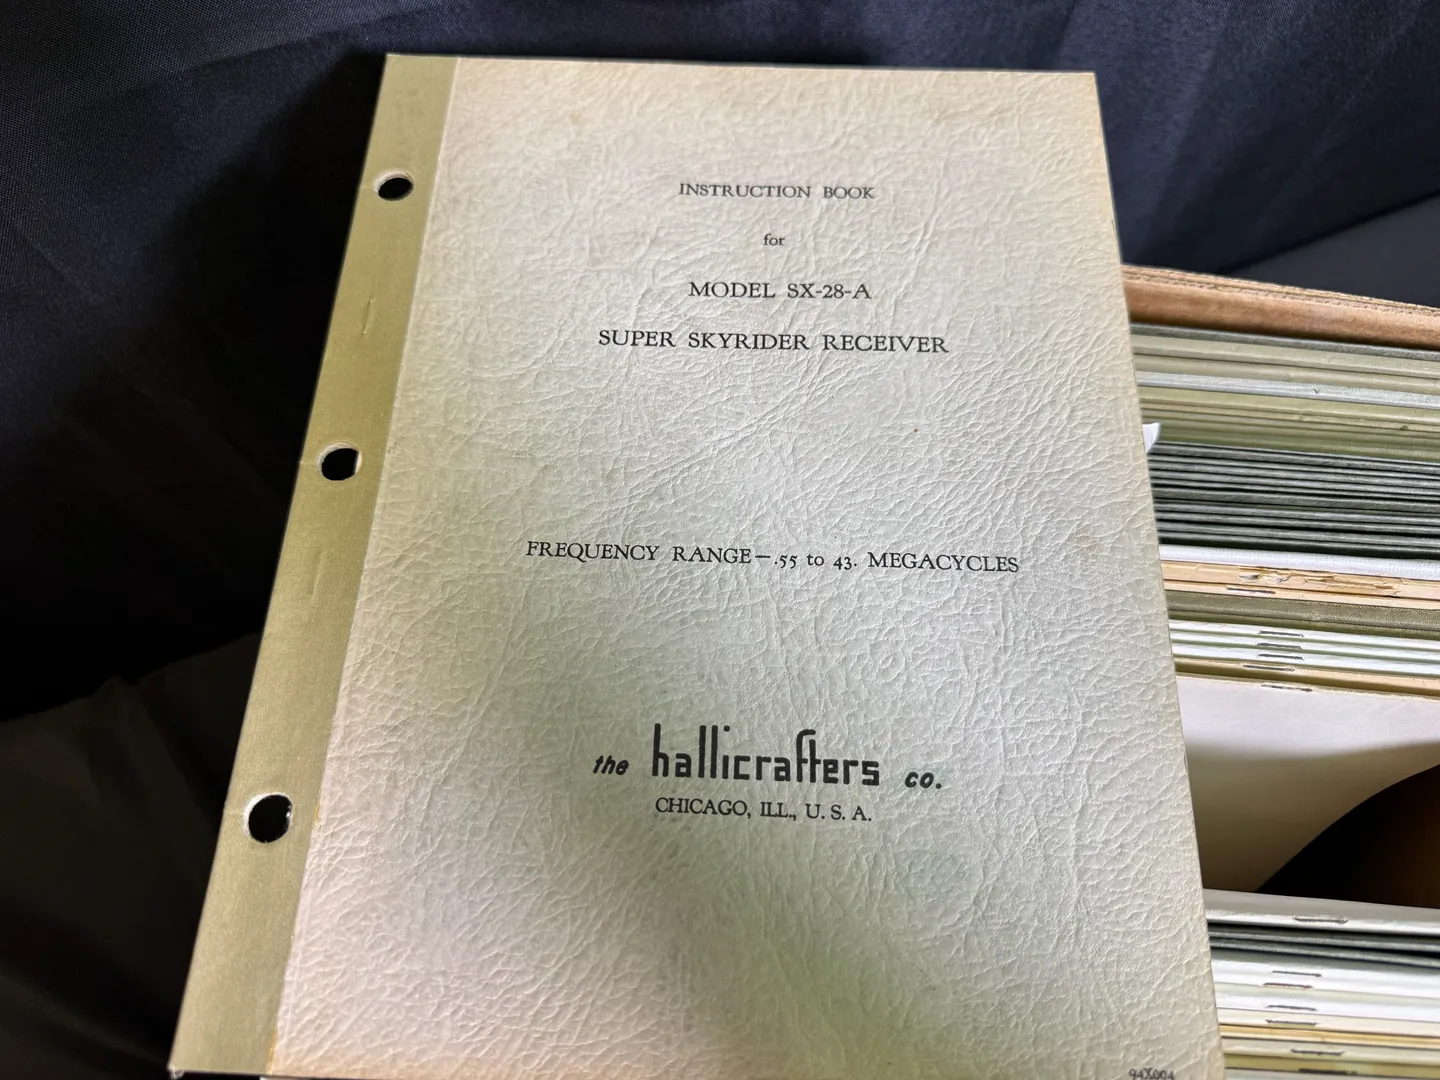 INSTRUCTION BOOK
for
MODEL SX-28-A
SUPER SKYRIDER RECEIVER
FREQUENCY RANGE—.55 to 43. MEGACYCLES
the hallicrafters co.
CHICAGO, ILL., U. S. A.
94X004